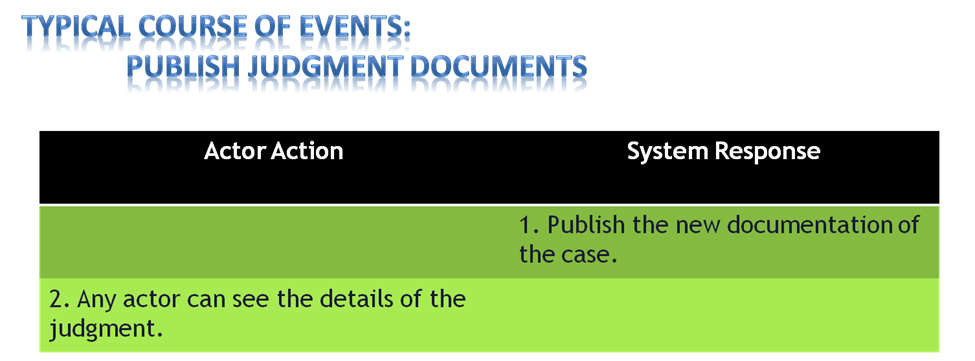 TYPICAL COURSE OF EVENTS:
PUBLISH JUDGMENT DOCUMENTS
Actor Action
System Response
1. Publish the new documentation of
the case.
2. Any actor can see the details of the
judgment.